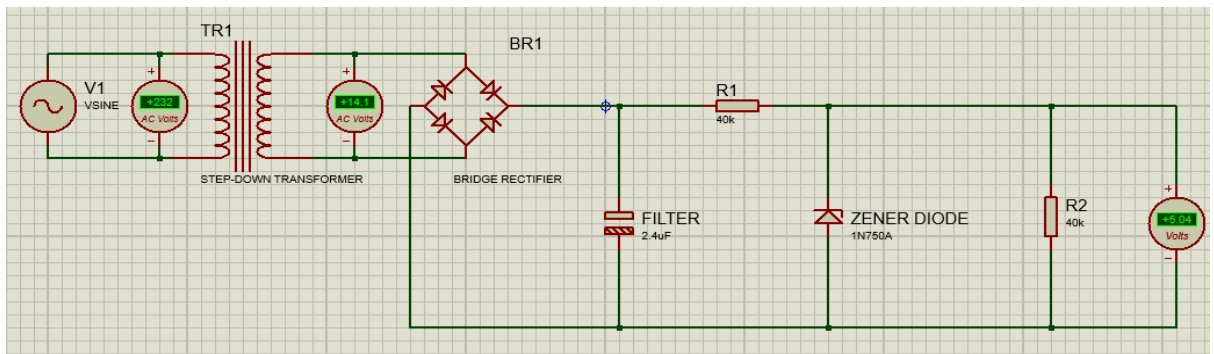 TR1
BR1
V1
VSINE
+232
AC Volts
+14.1
AC Volts
R1
40k
STEP-DOWN TRANSFORMER
BRIDGE RECTIFIER
FILTER
2.4uF
ZENER DIODE
1N750A
R2
40k
+5.04
Volts